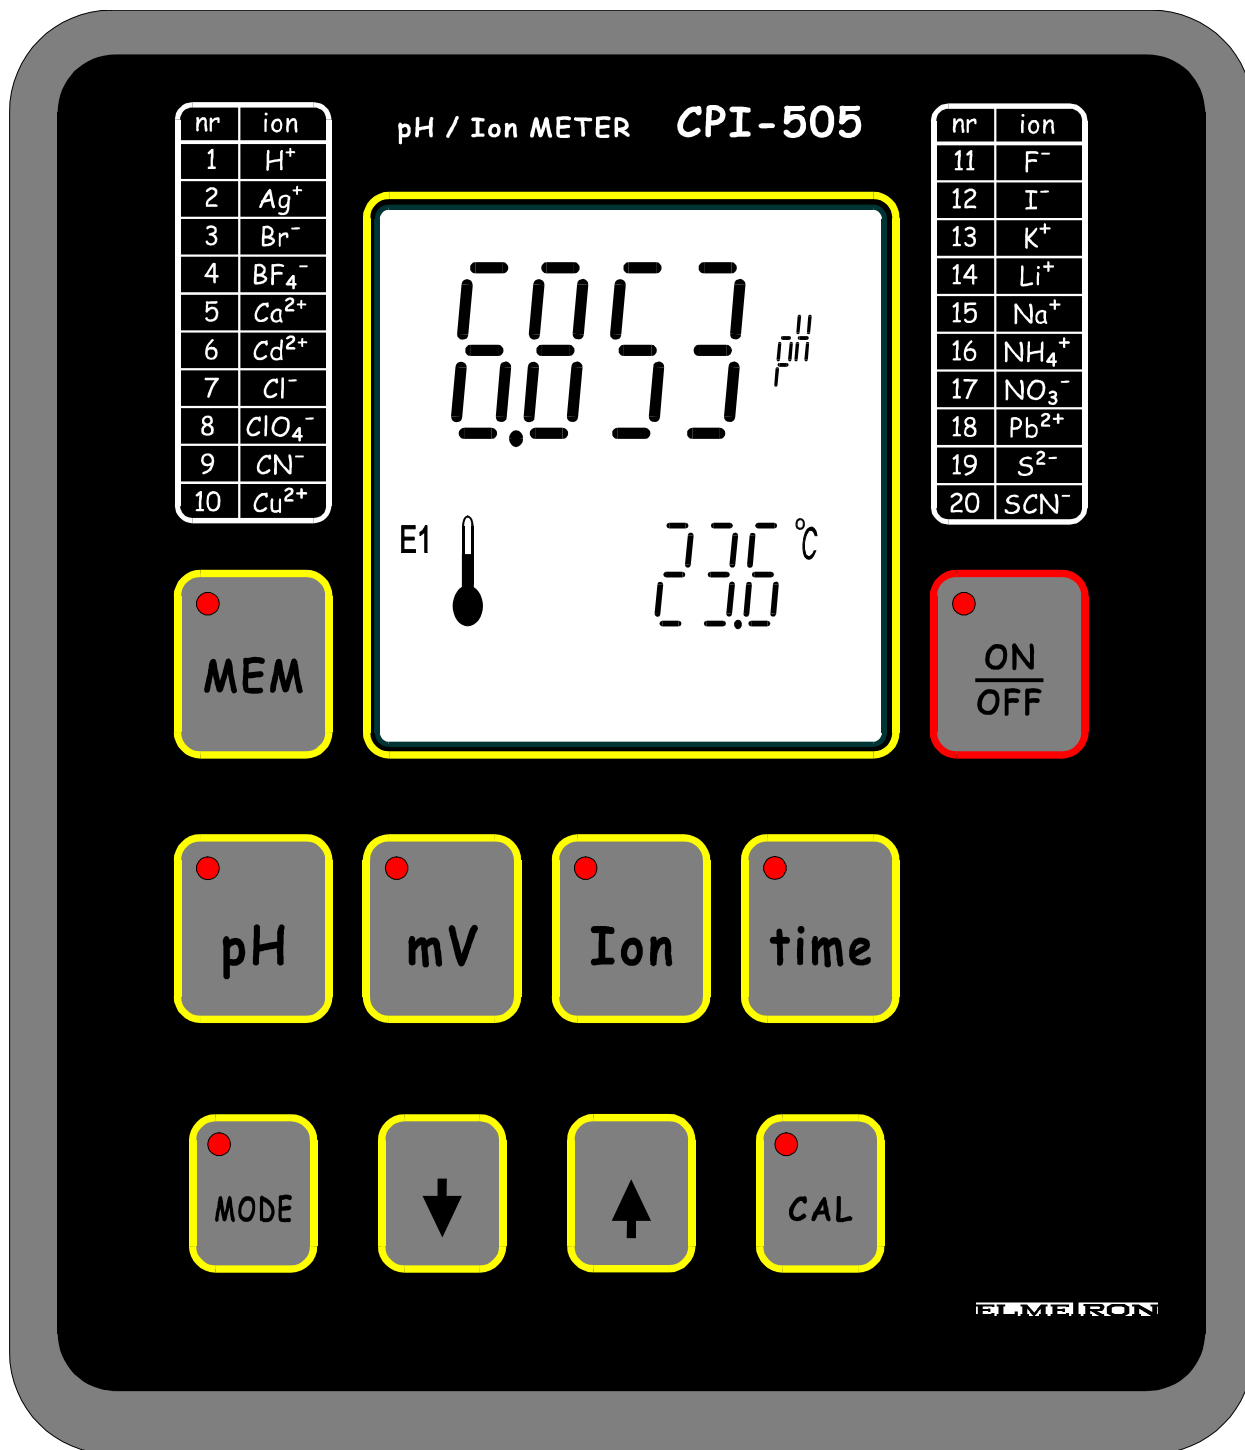 pH / Ion METER CPI-505
nr ion
1 H⁺
2 Ag⁺
3 Br⁻
4 BF₄⁻
5 Ca²⁺
6 Cd²⁺
7 Cl⁻
8 ClO₄⁻
9 CN⁻
10 Cu²⁺
nr ion
11 F⁻
12 I⁻
13 K⁺
14 Li⁺
15 Na⁺
16 NH₄⁺
17 NO₃⁻
18 Pb²⁺
19 S²⁻
20 SCN⁻
6.853 pH
E1 23.6 °C
MEM
ON
OFF
pH mV Ion time
MODE CAL
ELMETRON